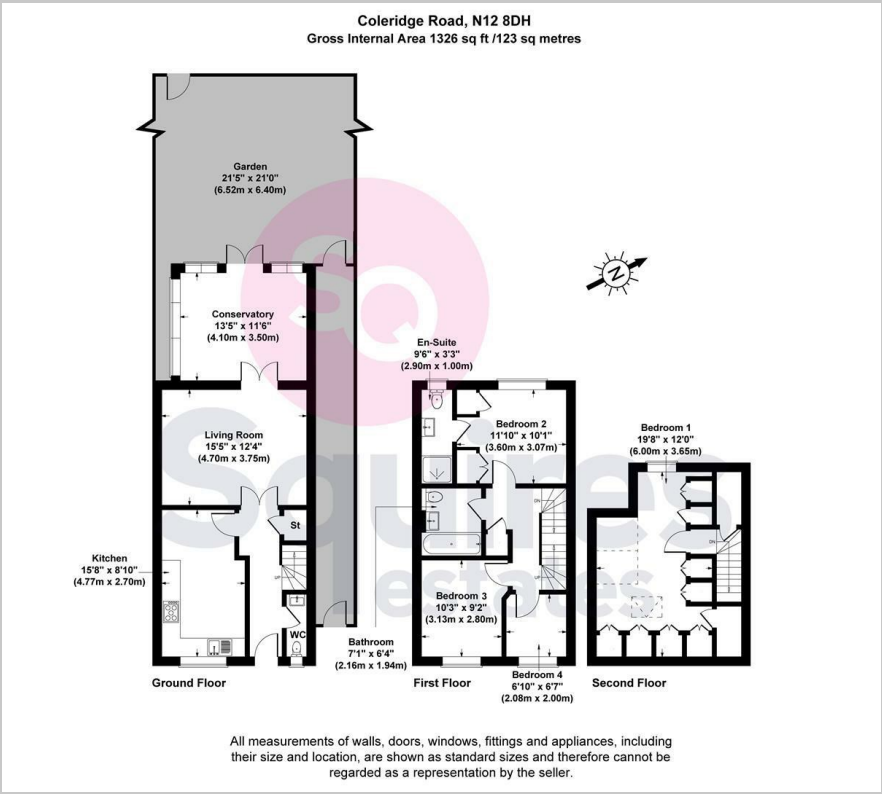 Coleridge Road, N12 8DH
Gross Internal Area 1326 sq ft /123 sq metres
Garden
21'5" x 21'0"
(6.52m x 6.40m)
Conservatory
13'5" x 11'6"
(4.10m x 3.50m)
Living Room
15'5" x 12'4"
(4.70m x 3.75m)
St
Kitchen
15'8" x 8'10"
(4.77m x 2.70m)
UP
WC
Ground Floor
N
En-Suite
9'6" x 3'3"
(2.90m x 1.00m)
Bedroom 2
11'10" x 10'1"
(3.60m x 3.07m)
DN
UP
Bedroom 3
10'3" x 9'2"
(3.13m x 2.80m)
Bathroom
7'1" x 6'4"
(2.16m x 1.94m)
Bedroom 4
6'10" x 6'7"
(2.08m x 2.00m)
First Floor
Bedroom 1
19'8" x 12'0"
(6.00m x 3.65m)
DN
Second Floor
SQ
Squires
estates
All measurements of walls, doors, windows, fittings and appliances, including
their size and location, are shown as standard sizes and therefore cannot be
regarded as a representation by the seller.